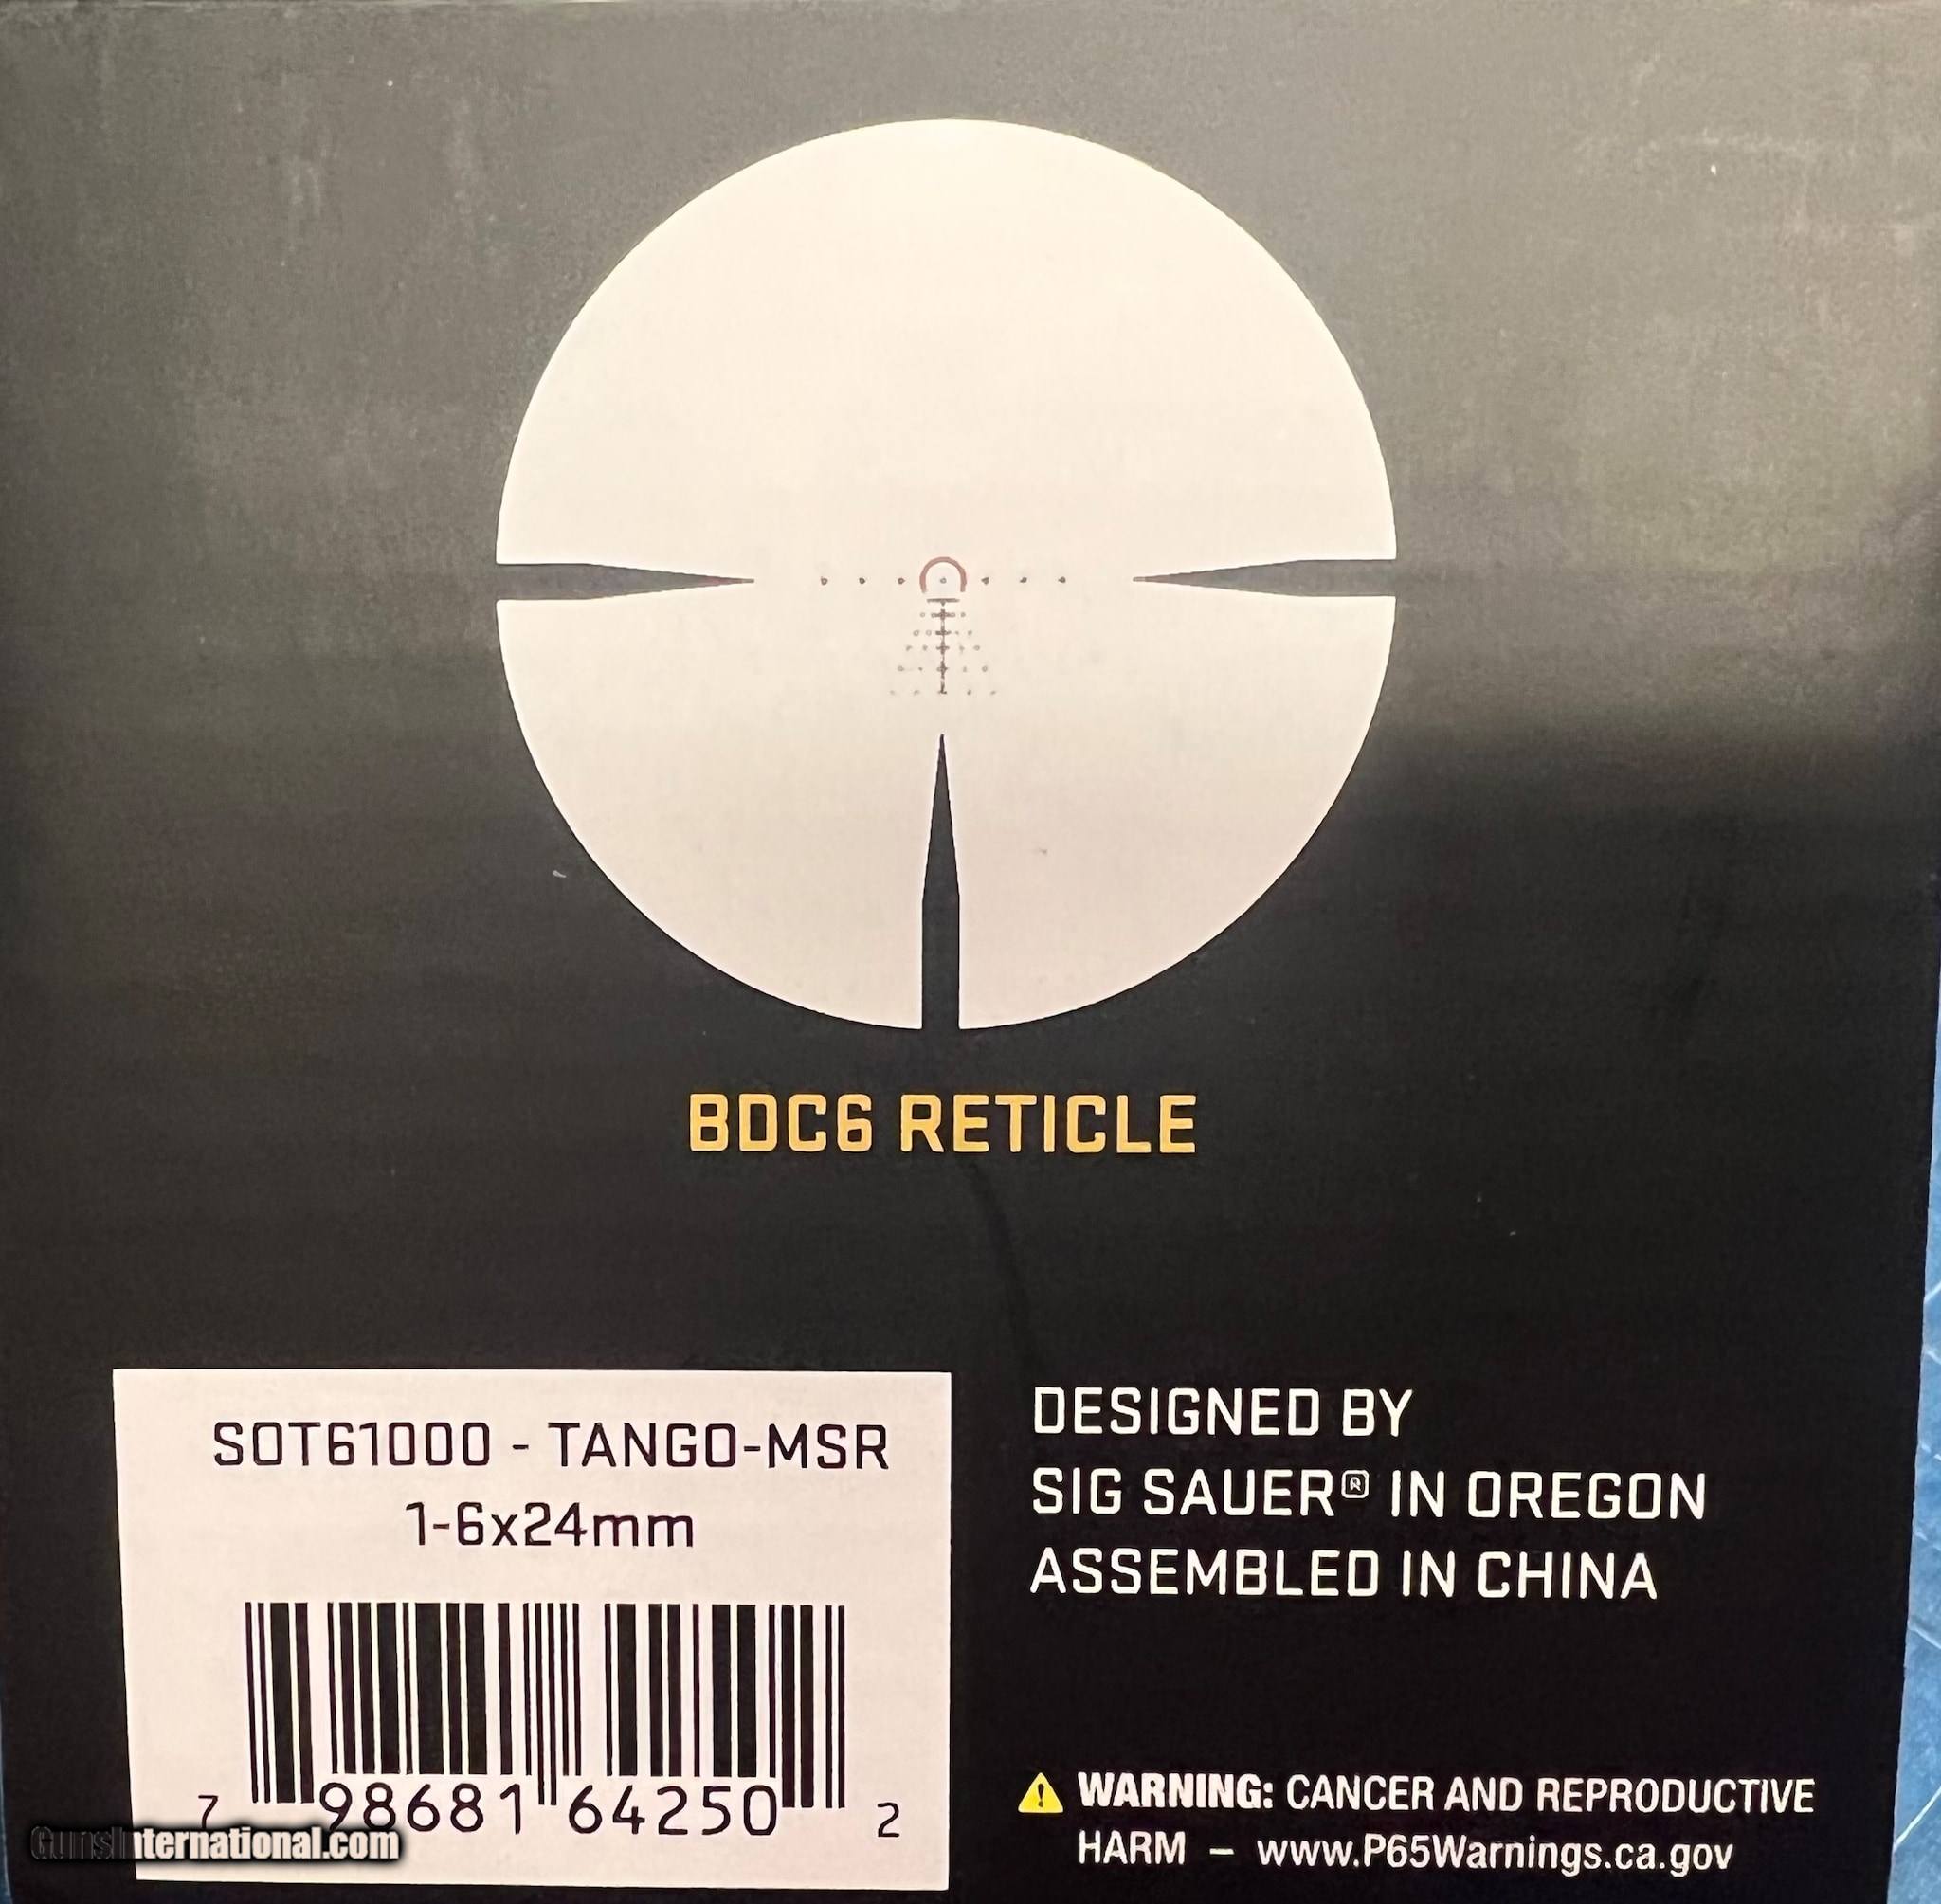 BDC6 RETICLE
SOT61000 - TANGO-MSR
1-6x24mm
7 98681 64250 2
DESIGNED BY
SIG SAUER® IN OREGON
ASSEMBLED IN CHINA
WARNING: CANCER AND REPRODUCTIVE
HARM – www.P65Warnings.ca.gov
GunsInternational.com